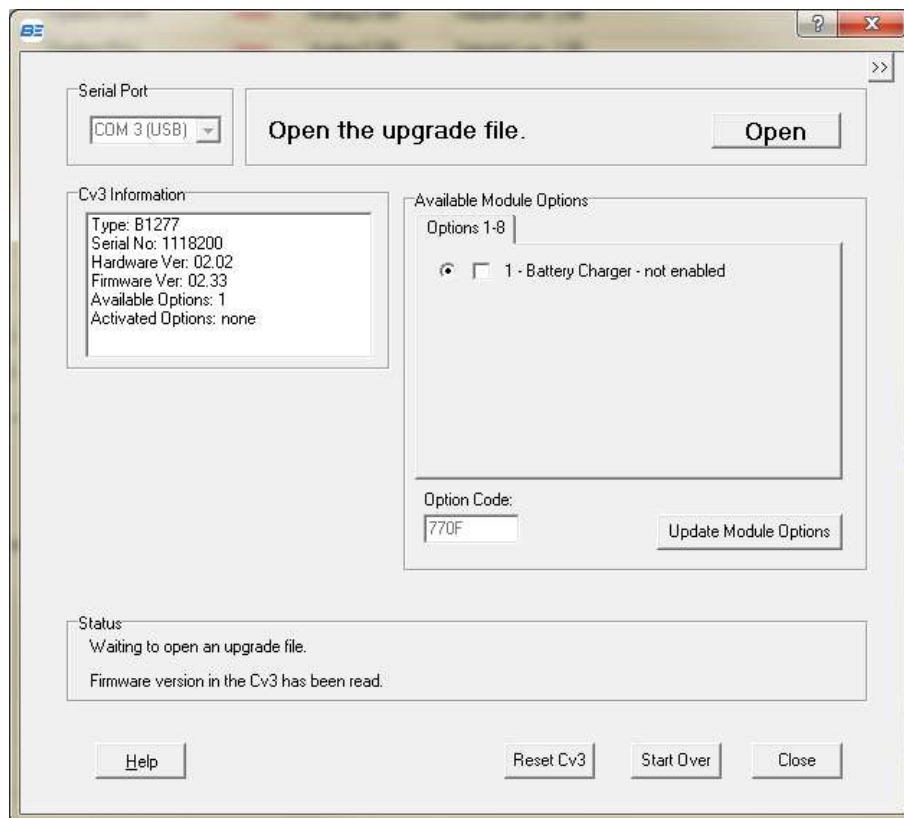 BE
?
X
>>
Serial Port
COM 3 (USB)
Open the upgrade file.
Open
Cv3 Information
Type: B1277
Serial No: 1118200
Hardware Ver: 02.02
Firmware Ver: 02.33
Available Options: 1
Activated Options: none
Available Module Options
Options 1-8
1 - Battery Charger - not enabled
Option Code:
770F
Update Module Options
Status
Waiting to open an upgrade file.
Firmware version in the Cv3 has been read.
Help
Reset Cv3
Start Over
Close